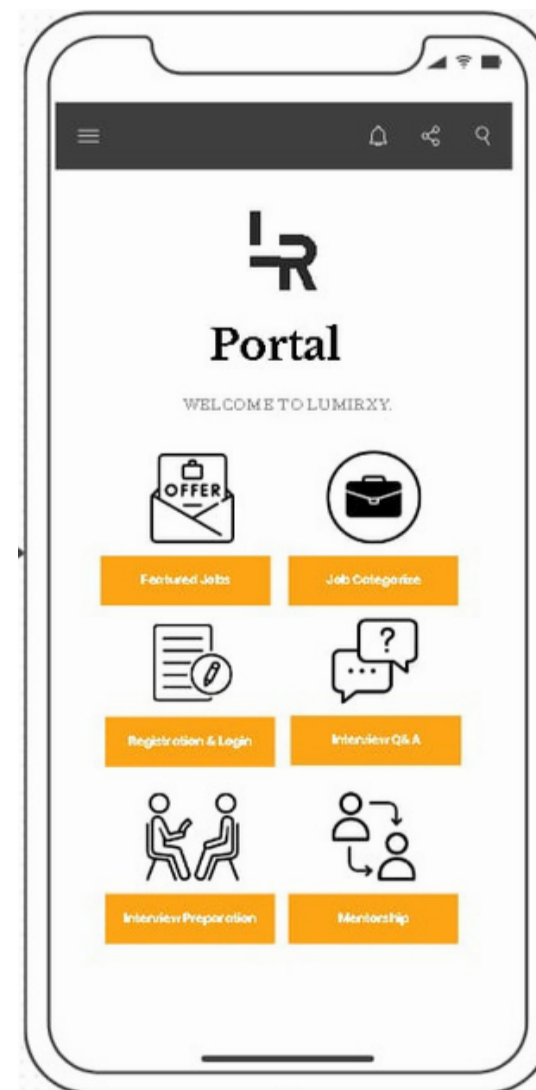 LR
Portal
WELCOME TO LUMIRXY.
OFFER
Featured Jobs
Job Categorize
?
Registration & Login
Interview Q& A
Interview Preparation
Mentorship